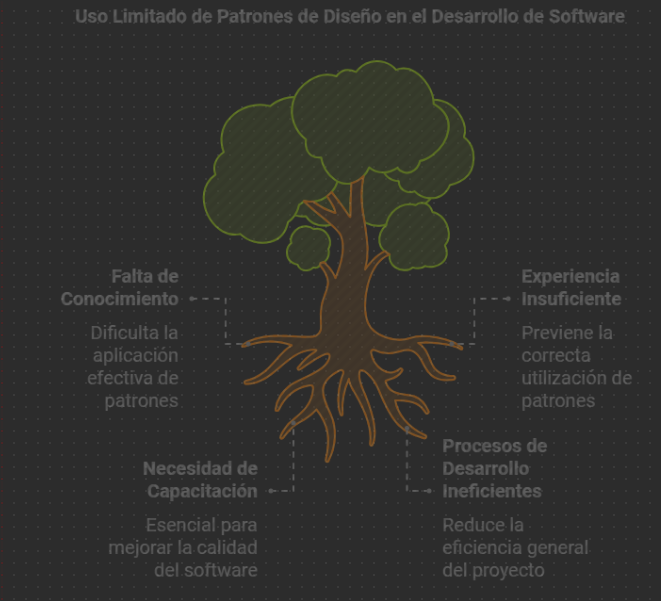 Uso Limitado de Patrones de Diseño en el Desarrollo de Software
Falta de
Conocimiento
Dificulta la
aplicación
efectiva de
patrones
Experiencia
Insuficiente
Previene la
correcta
utilización de
patrones
Necesidad de
Capacitación
Esencial para
mejorar la calidad
del software
Procesos de
Desarrollo
Ineficientes
Reduce la
eficiencia general
del proyecto